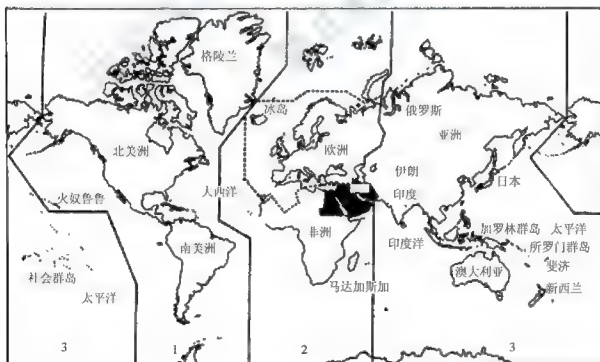 格陵兰
冰岛
俄罗斯
亚洲
北美洲
欧洲
伊朗
日本
火奴鲁鲁
大西洋
印度
非洲
加罗林群岛 太平洋
南美洲
印度洋
所罗门群岛
社会群岛
斐济
澳大利亚
太平洋
马达加斯加
新西兰
3
1
2
3